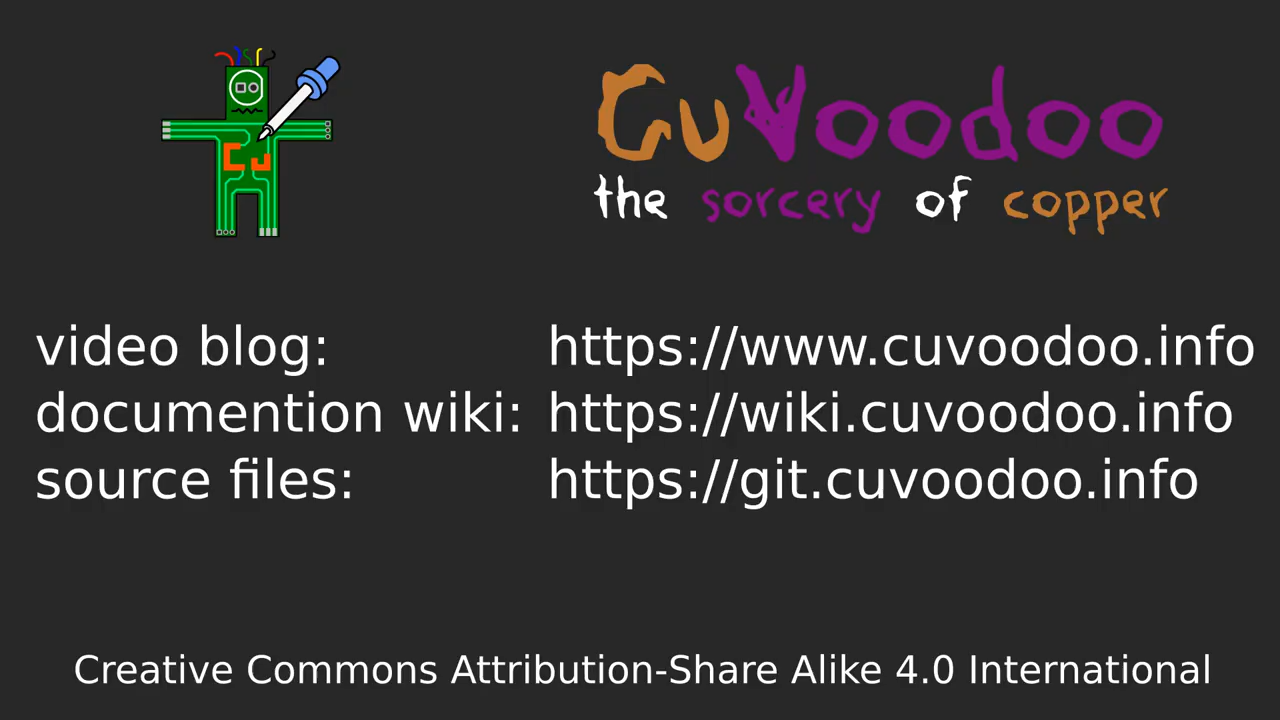 Cu
CuVoodoo
the sorcery of copper
video blog: https://www.cuvoodoo.info
documention wiki: https://wiki.cuvoodoo.info
source files: https://git.cuvoodoo.info
Creative Commons Attribution-Share Alike 4.0 International